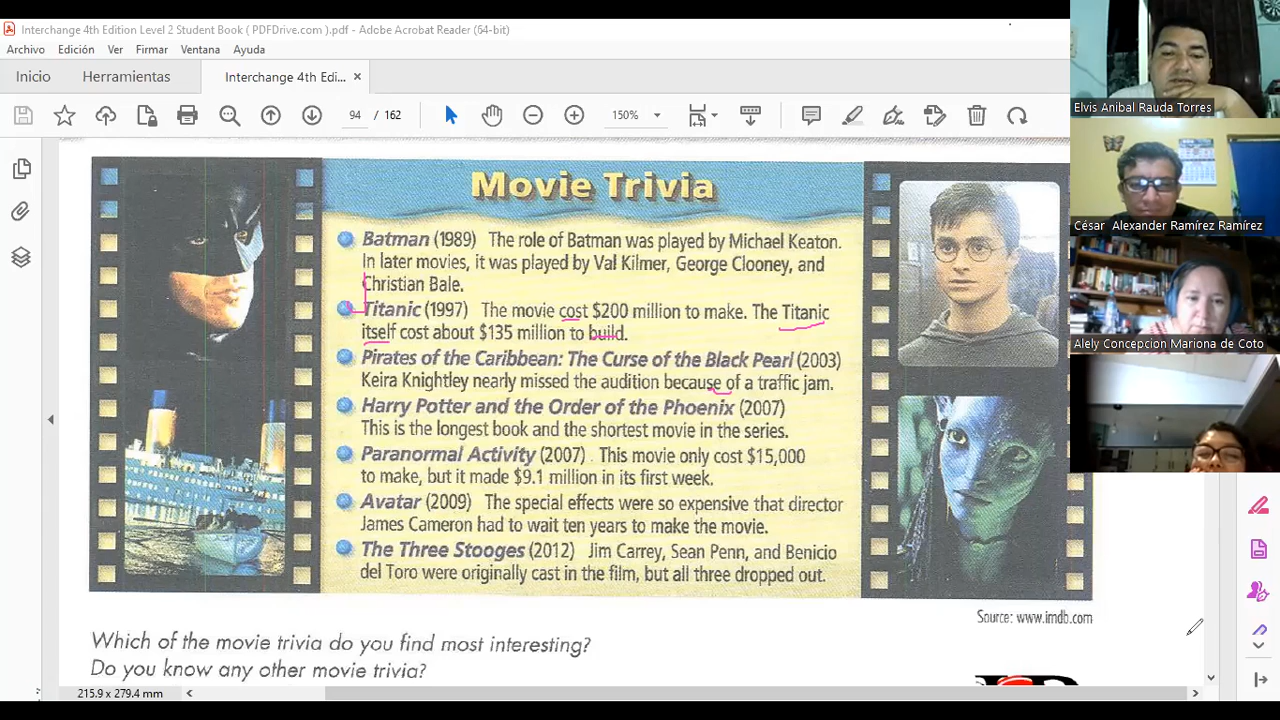 Interchange 4th Edition Level 2 Student Book ( PDFDrive.com ).pdf - Adobe Acrobat Reader (64-bit)
Archivo Edición Ver Firmar Ventana Ayuda
Inicio Herramientas Interchange 4th Edi... ×
94 / 162 150%
Movie Trivia
Batman (1989) The role of Batman was played by Michael Keaton.
In later movies, it was played by Val Kilmer, George Clooney, and
Christian Bale.
Titanic (1997) The movie cost $200 million to make. The Titanic
itself cost about $135 million to build.
Pirates of the Caribbean: The Curse of the Black Pearl (2003)
Keira Knightley nearly missed the audition because of a traffic jam.
Harry Potter and the Order of the Phoenix (2007)
This is the longest book and the shortest movie in the series.
Paranormal Activity (2007) This movie only cost $15,000
to make, but it made $9.1 million in its first week.
Avatar (2009) The special effects were so expensive that director
James Cameron had to wait ten years to make the movie.
The Three Stooges (2012) Jim Carrey, Sean Penn, and Benicio
del Toro were originally cast in the film, but all three dropped out.
Source: www.imdb.com
Which of the movie trivia do you find most interesting?
Do you know any other movie trivia?
215.9 x 279.4 mm
Elvis Anibal Rauda Torres
César Alexander Ramírez Ramírez
Alely Concepcion Mariona de Coto